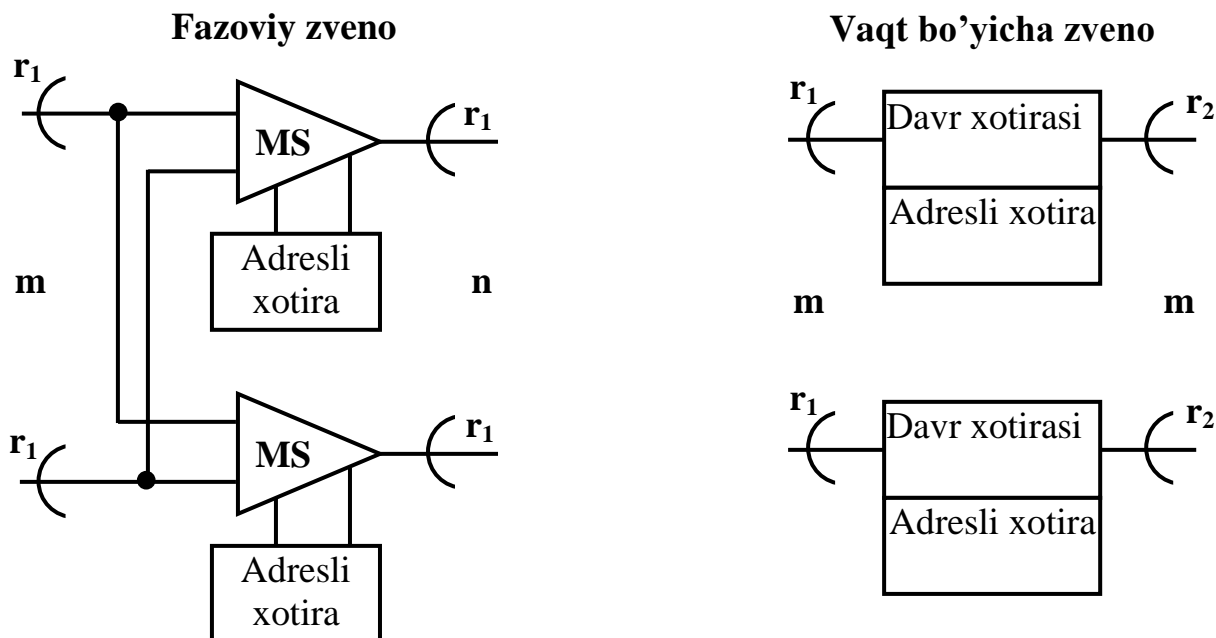 Fazoviy zveno
r₁
MS
r₁
Adresli
xotira
m
n
r₁
MS
r₁
Adresli
xotira
Vaqt bo’yicha zveno
r₁
Davr xotirasi
r₂
Adresli xotira
m
m
r₁
Davr xotirasi
r₂
Adresli xotira